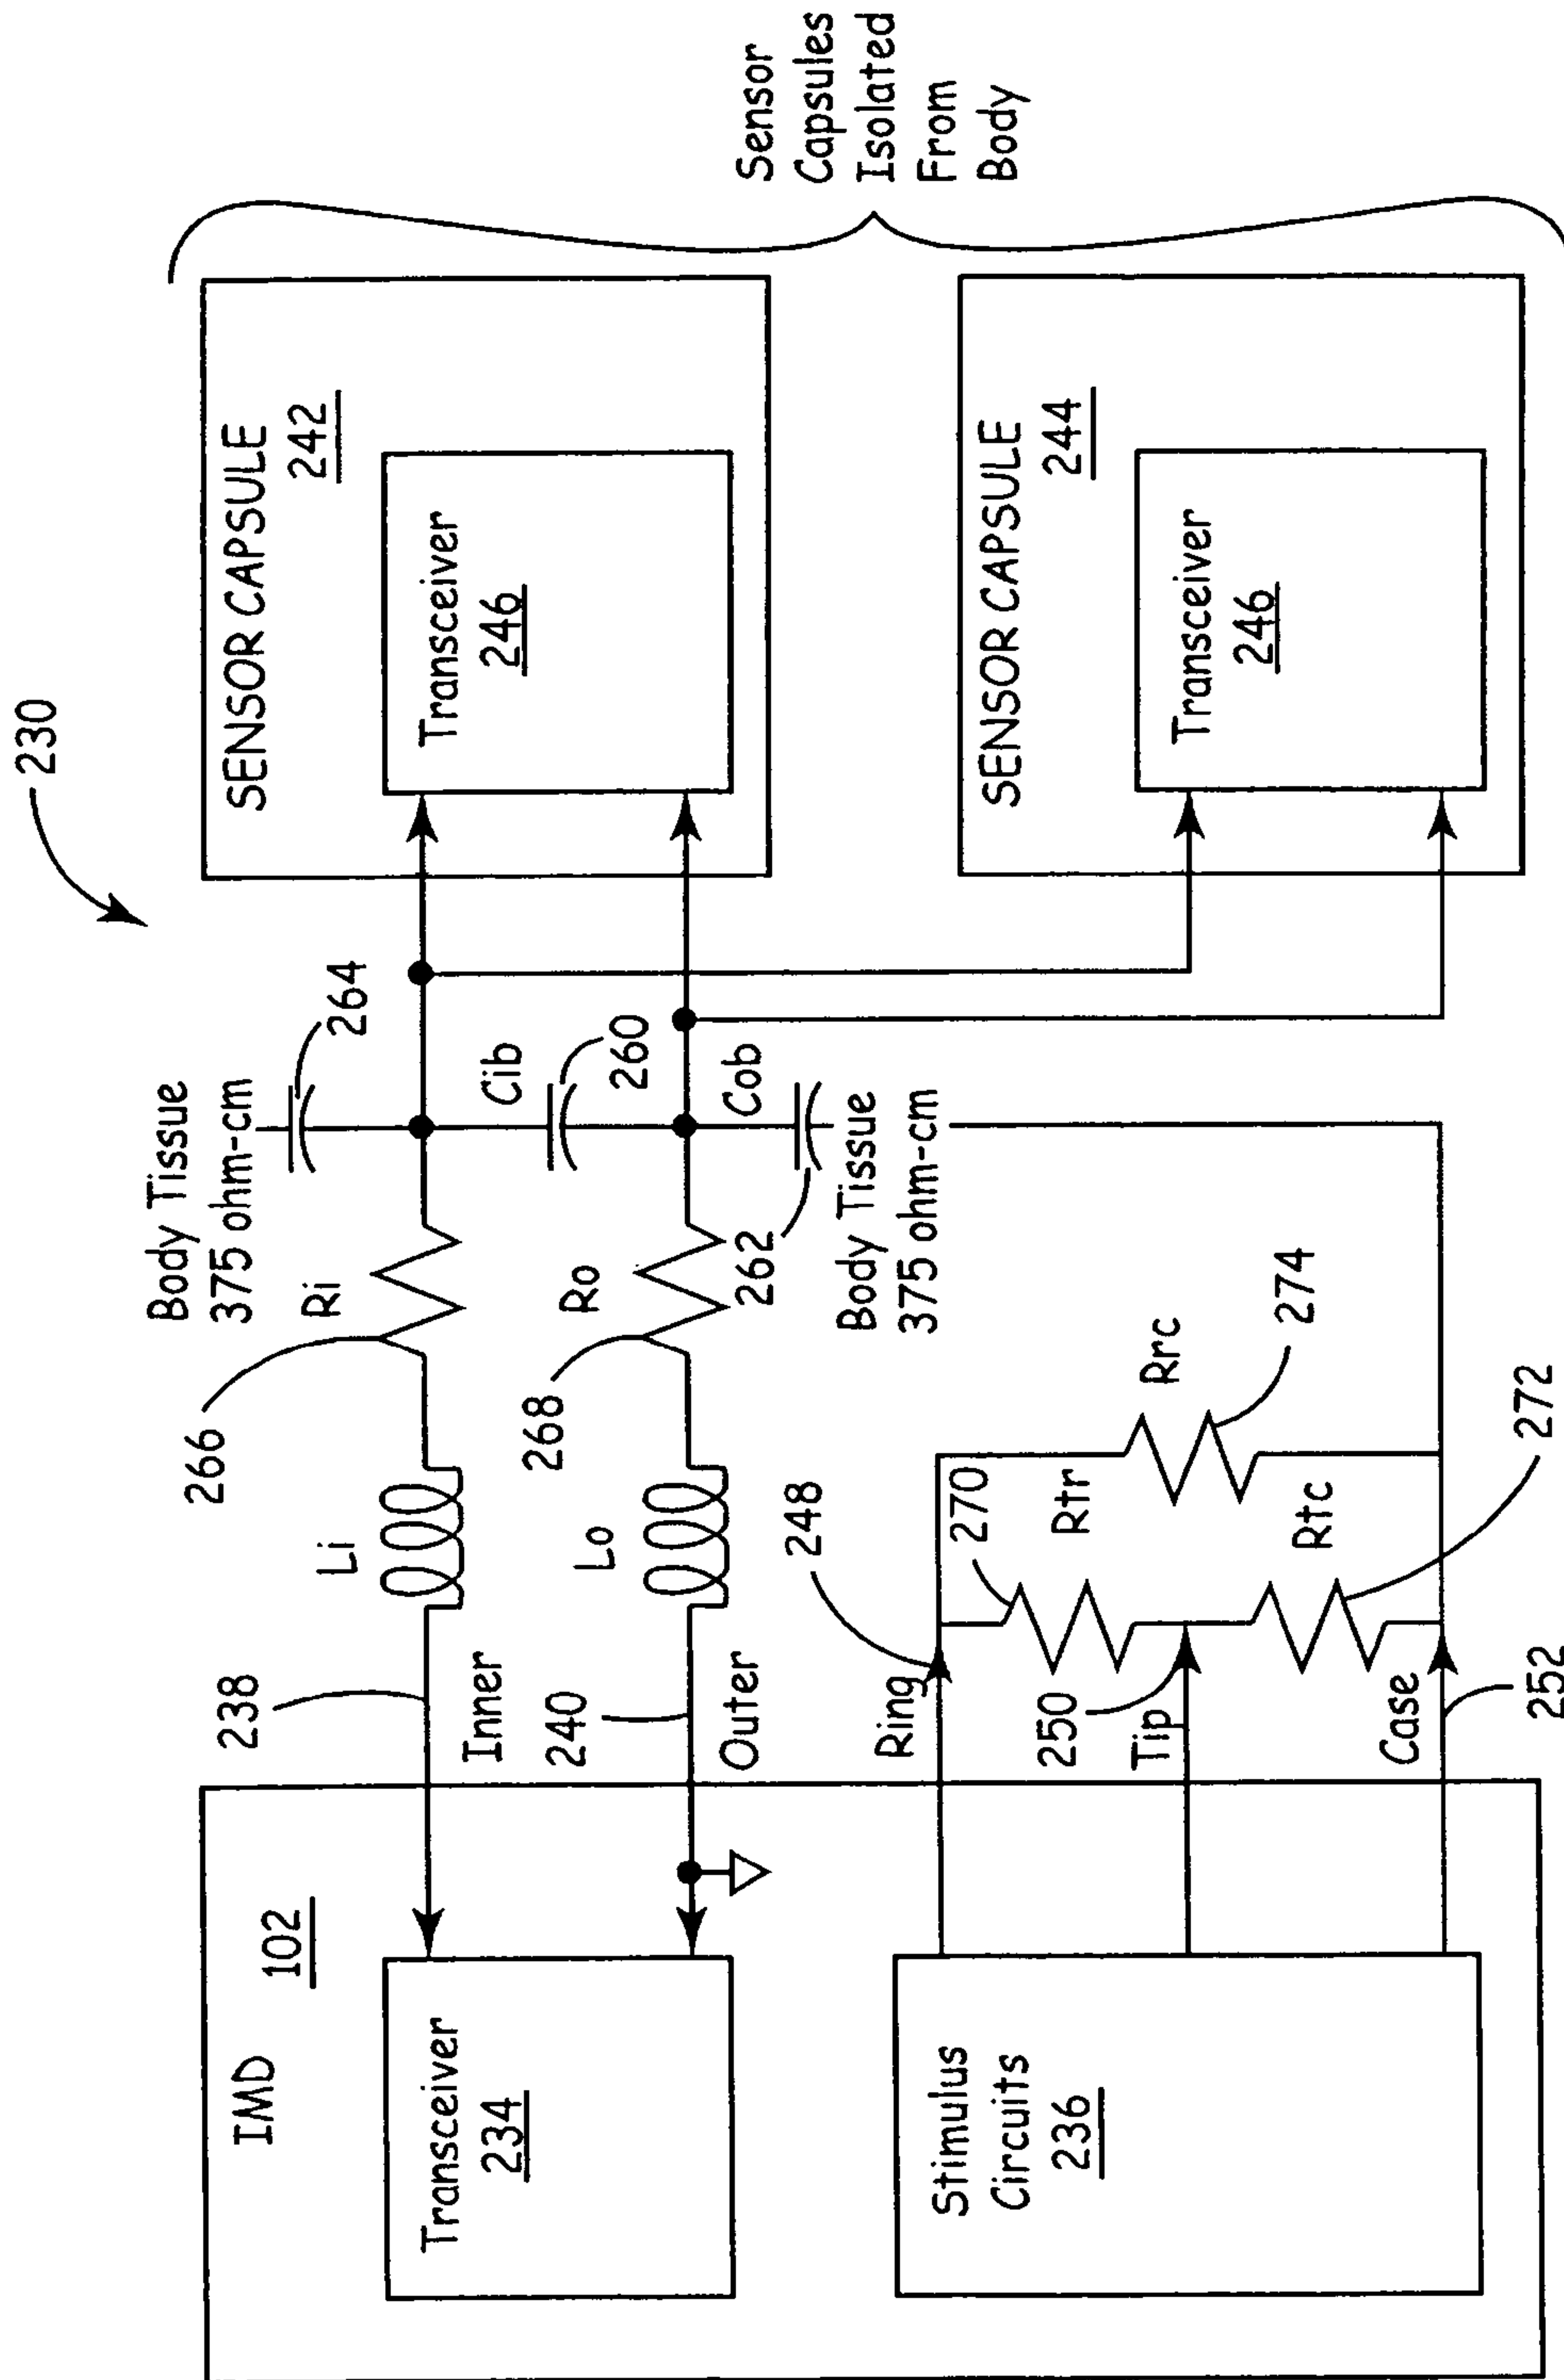 230
IMD
102
Transceiver
234
Stimulus
Circuits
236
238
Inner
240
Outer
Li
Lo
266
Ri
268
Ro
Body Tissue
375 ohm-cm
264
Cib
260
Cob
262
Body Tissue
375 ohm-cm
Ring
248
250
Tip
Case
252
270
Rtr
Rtc
272
Rrc
274
SENSOR CAPSULE
242
Transceiver
246
SENSOR CAPSULE
244
Transceiver
246
Sensor
Capsules
Isolated
From
Body